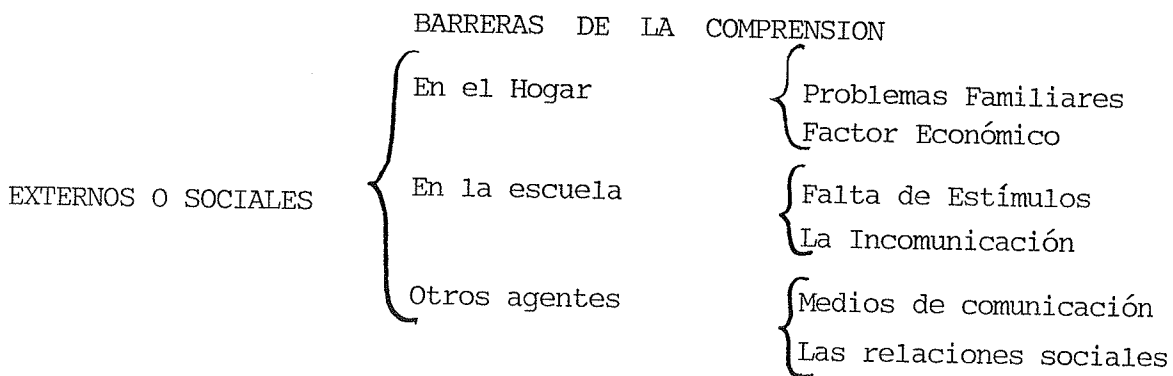 BARRERAS DE LA COMPRENSION
EXTERNOS O SOCIALES
En el Hogar
Problemas Familiares
Factor Económico
En la escuela
Falta de Estímulos
La Incomunicación
Otros agentes
Medios de comunicación
Las relaciones sociales